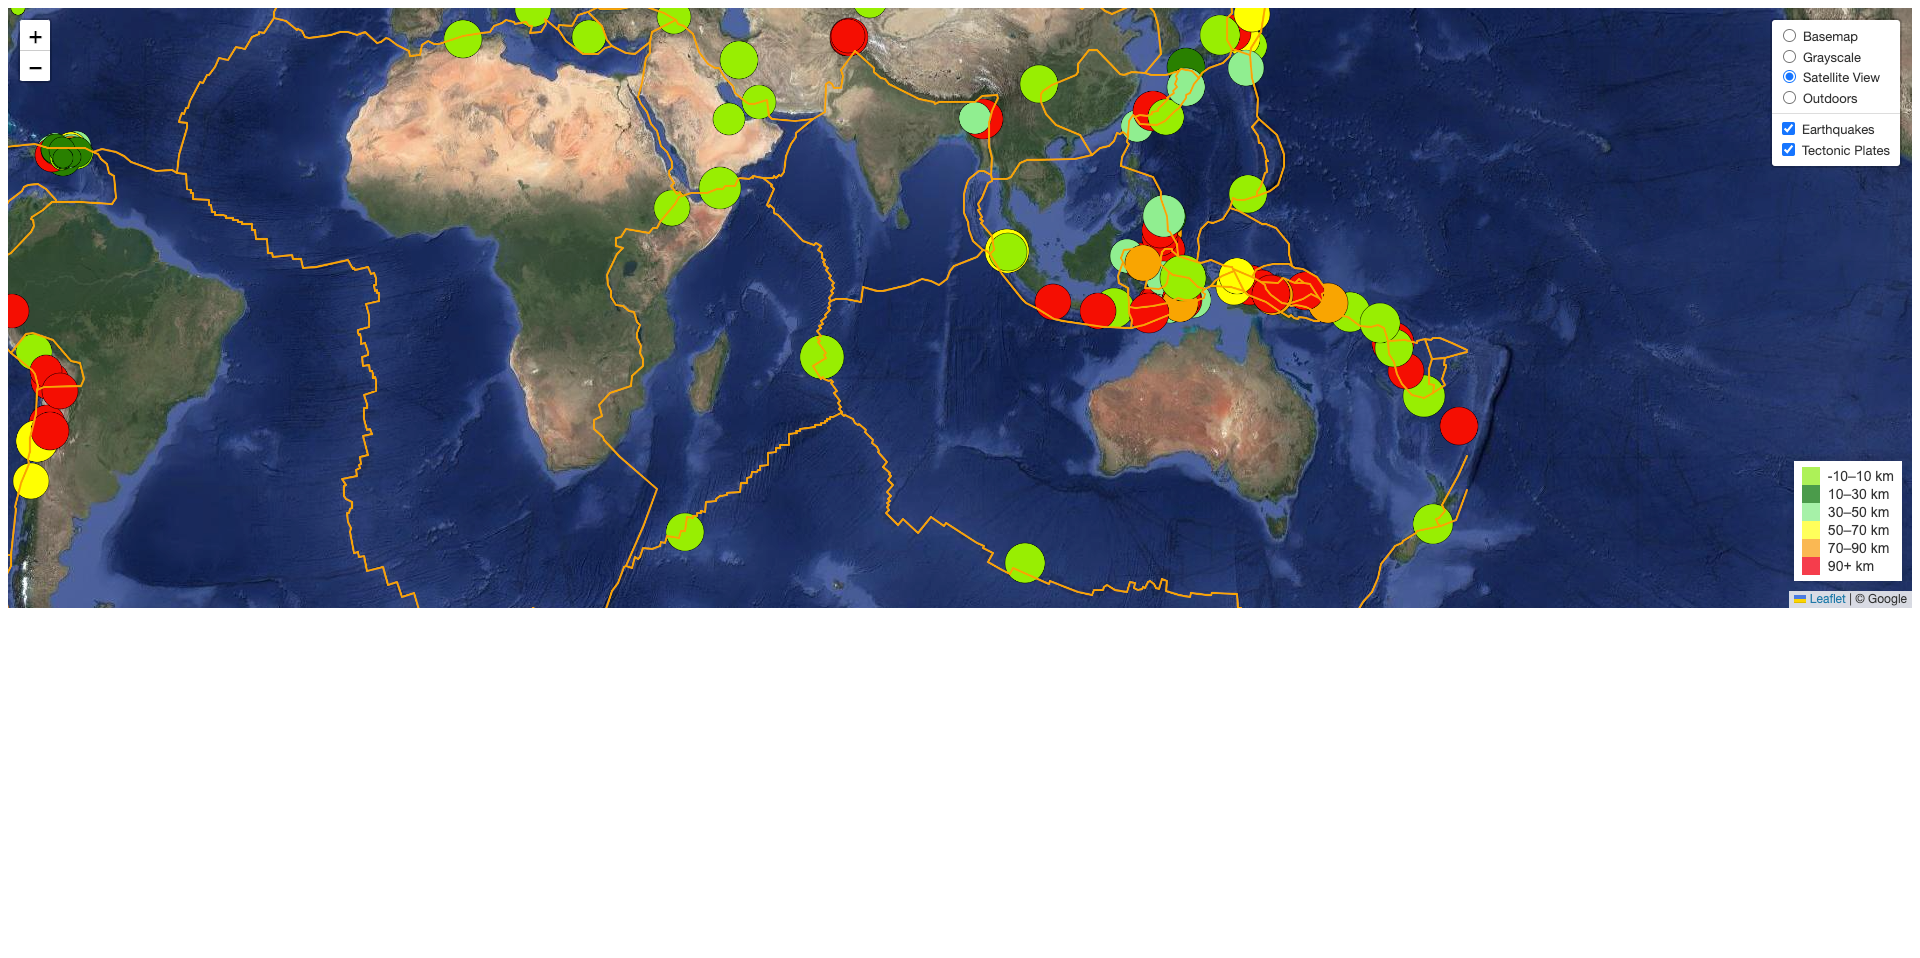 +
−
Basemap
Grayscale
Satellite View
Outdoors
Earthquakes
Tectonic Plates
-10–10 km
10–30 km
30–50 km
50–70 km
70–90 km
90+ km
Leaflet | © Google